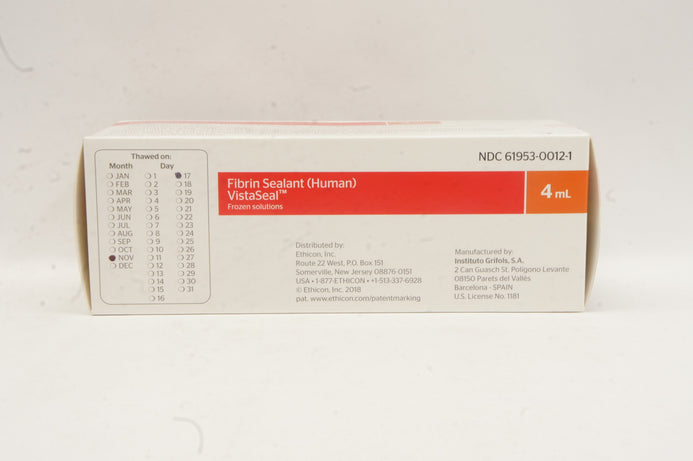 Thawed on:
Month Day
JAN 1 17
FEB 2 18
MAR 3 19
APR 4 20
MAY 5 21
JUN 6 22
JUL 7 23
AUG 8 24
SEP 9 25
OCT 10 26
NOV 11 27
DEC 12 28
13 29
14 30
15 31
16
NDC 61953-0012-1
Fibrin Sealant (Human)
VistaSeal™
Frozen solutions
4 mL
Distributed by:
Ethicon, Inc.
Route 22 West, P.O. Box 151
Somerville, New Jersey 08876-0151
USA • 1-877-ETHICON • +1-513-337-6928
© Ethicon, Inc. 2018
pat. www.ethicon.com/patentmarking
Manufactured by:
Instituto Grifols, S.A.
2 Can Guasch St. Polígono Levante
08150 Parets del Vallès
Barcelona - SPAIN
U.S. License No. 1181